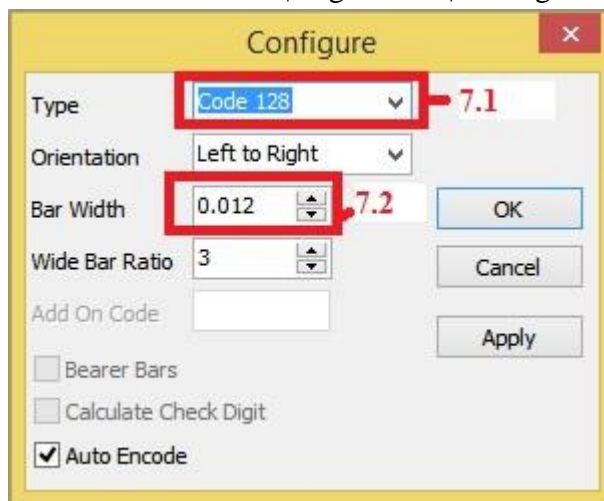 Configure
Type Code 128 7.1
Orientation Left to Right
Bar Width 0.012 7.2 OK
Wide Bar Ratio 3 Cancel
Add On Code
Apply
Bearer Bars
Calculate Check Digit
Auto Encode